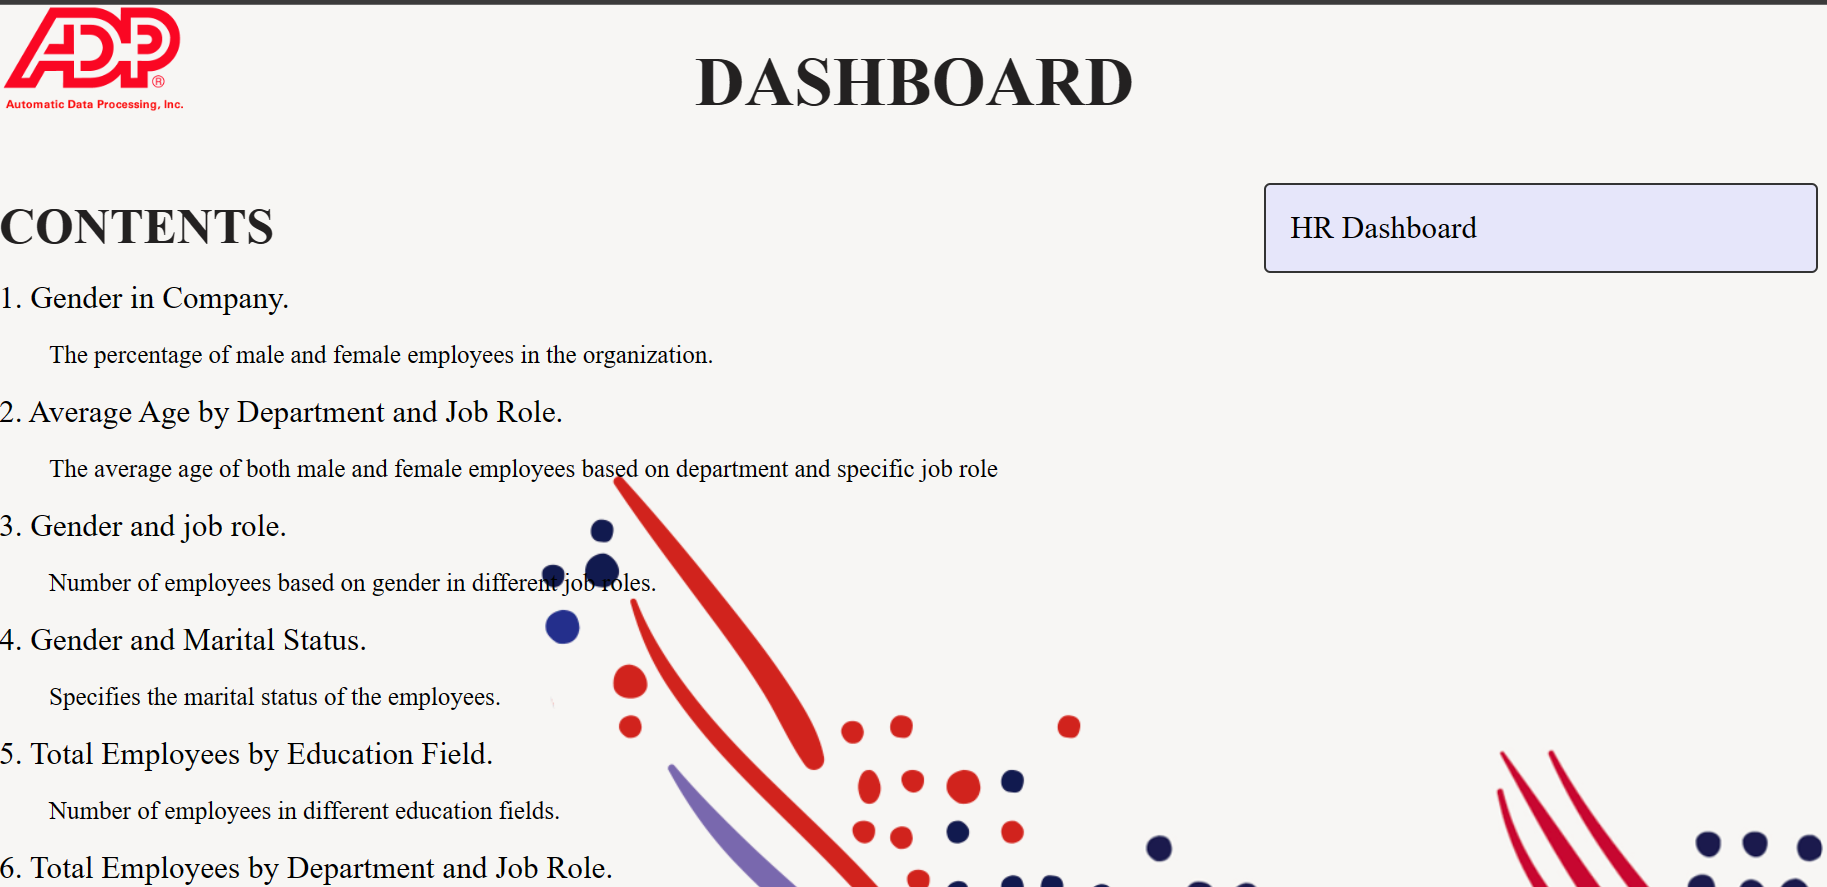 ADP®
Automatic Data Processing, Inc.
DASHBOARD
CONTENTS
HR Dashboard
1. Gender in Company.
The percentage of male and female employees in the organization.
2. Average Age by Department and Job Role.
The average age of both male and female employees based on department and specific job role
3. Gender and job role.
Number of employees based on gender in different job roles.
4. Gender and Marital Status.
Specifies the marital status of the employees.
5. Total Employees by Education Field.
Number of employees in different education fields.
6. Total Employees by Department and Job Role.